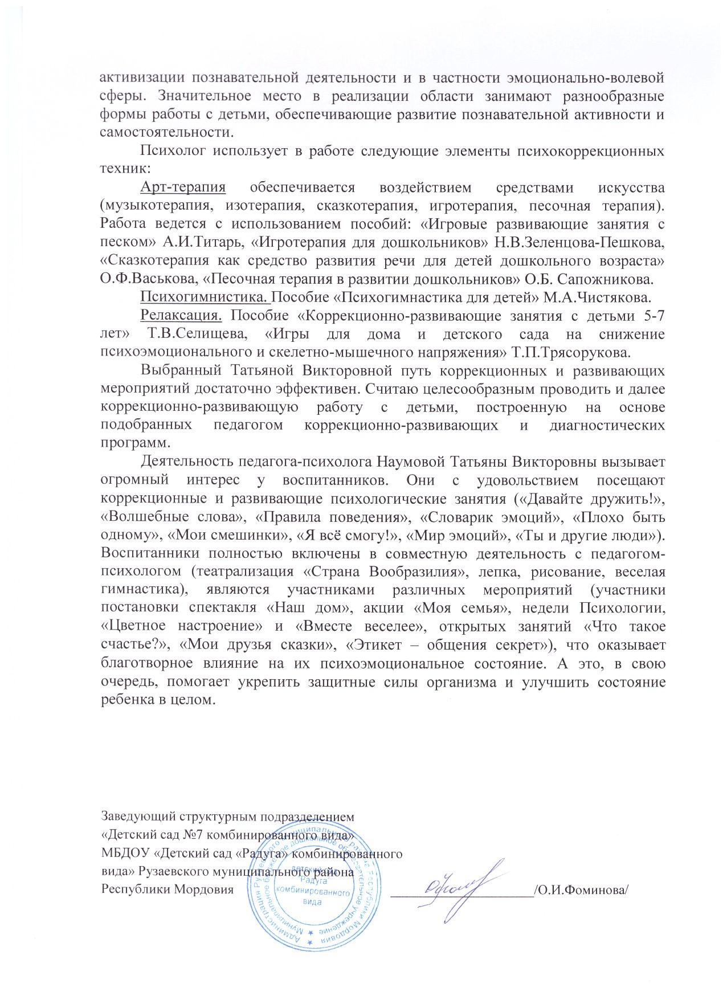 активизации познавательной деятельности и в частности эмоционально-волевой
сферы. Значительное место в реализации области занимают разнообразные
формы работы с детьми, обеспечивающие развитие познавательной активности и
самостоятельности.
Психолог использует в работе следующие элементы психокоррекционных
техник:
Арт-терапия обеспечивается воздействием средствами искусства
(музыкотерапия, изотерапия, сказкотерапия, игротерапия, песочная терапия).
Работа ведется с использованием пособий: «Игровые развивающие занятия с
песком» А.И.Титарь, «Игротерапия для дошкольников» Н.В.Зеленцова-Пешкова,
«Сказкотерапия как средство развития речи для детей дошкольного возраста»
О.Ф.Васькова, «Песочная терапия в развитии дошкольников» О.Б. Сапожникова.
Психогимнистика. Пособие «Психогимнастика для детей» М.А.Чистякова.
Релаксация. Пособие «Коррекционно-развивающие занятия с детьми 5-7
лет» Т.В.Селищева, «Игры для дома и детского сада на снижение
психоэмоционального и скелетно-мышечного напряжения» Т.П.Трясорукова.
Выбранный Татьяной Викторовной путь коррекционных и развивающих
мероприятий достаточно эффективен. Считаю целесообразным проводить и далее
коррекционно-развивающую работу с детьми, построенную на основе
подобранных педагогом коррекционно-развивающих и диагностических
программ.
Деятельность педагога-психолога Наумовой Татьяны Викторовны вызывает
огромный интерес у воспитанников. Они с удовольствием посещают
коррекционные и развивающие психологические занятия («Давайте дружить!»,
«Волшебные слова», «Правила поведения», «Словарик эмоций», «Плохо быть
одному», «Мои смешинки», «Я всё смогу!», «Мир эмоций», «Ты и другие люди»).
Воспитанники полностью включены в совместную деятельность с педагогом-
психологом (театрализация «Страна Вообразилия», лепка, рисование, веселая
гимнастика), являются участниками различных мероприятий (участники
постановки спектакля «Наш дом», акции «Моя семья», недели Психологии,
«Цветное настроение» и «Вместе веселее», открытых занятий «Что такое
счастье?», «Мои друзья сказки», «Этикет – общения секрет»), что оказывает
благотворное влияние на их психоэмоциональное состояние. А это, в свою
очередь, помогает укрепить защитные силы организма и улучшить состояние
ребенка в целом.
Заведующий структурным подразделением
«Детский сад №7 комбинированного вида»
МБДОУ «Детский сад «Радуга» комбинированного
вида» Рузаевского муниципального района
Республики Мордовия /О.И.Фоминова/
Администрация Рузаевского муниципального района Республики Мордовия
Муниципальное бюджетное дошкольное образовательное учреждение
детский сад
"Радуга"
комбинированного
вида